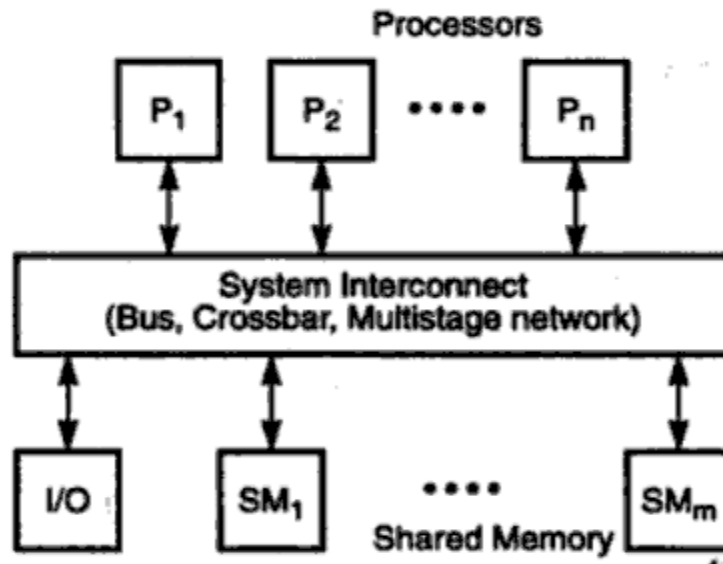 Processors
P₁ P₂ •••• Pₙ
System Interconnect
(Bus, Crossbar, Multistage network)
I/O SM₁ •••• SMₘ
Shared Memory